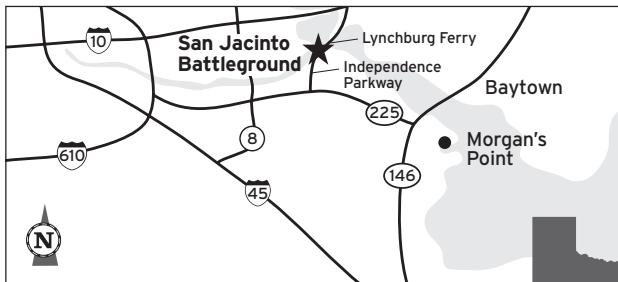 10
San Jacinto
Battleground
Lynchburg Ferry
Independence
Parkway
Baytown
225
8
Morgan's
Point
610
146
45
N